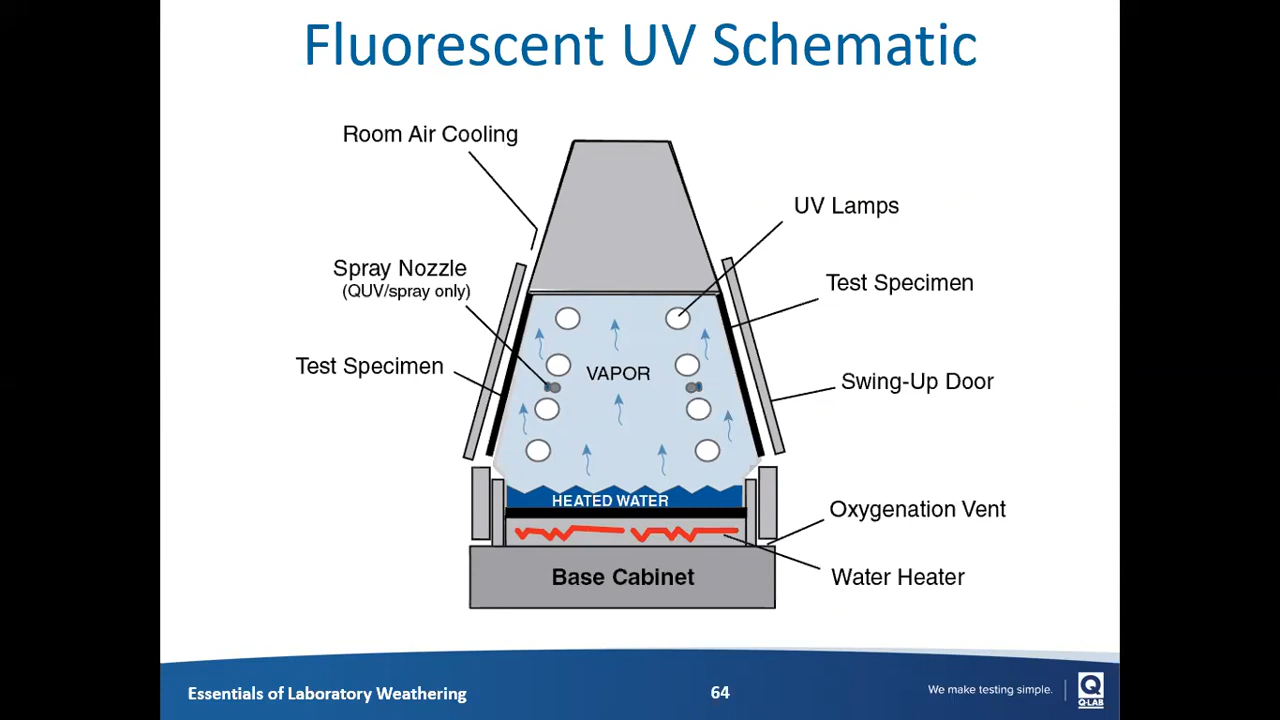 Fluorescent UV Schematic
Room Air Cooling
UV Lamps
Spray Nozzle
(QUV/spray only)
Test Specimen
Test Specimen
VAPOR
Swing-Up Door
HEATED WATER
Oxygenation Vent
Base Cabinet
Water Heater
Essentials of Laboratory Weathering
64
We make testing simple.
Q
Q-LAB